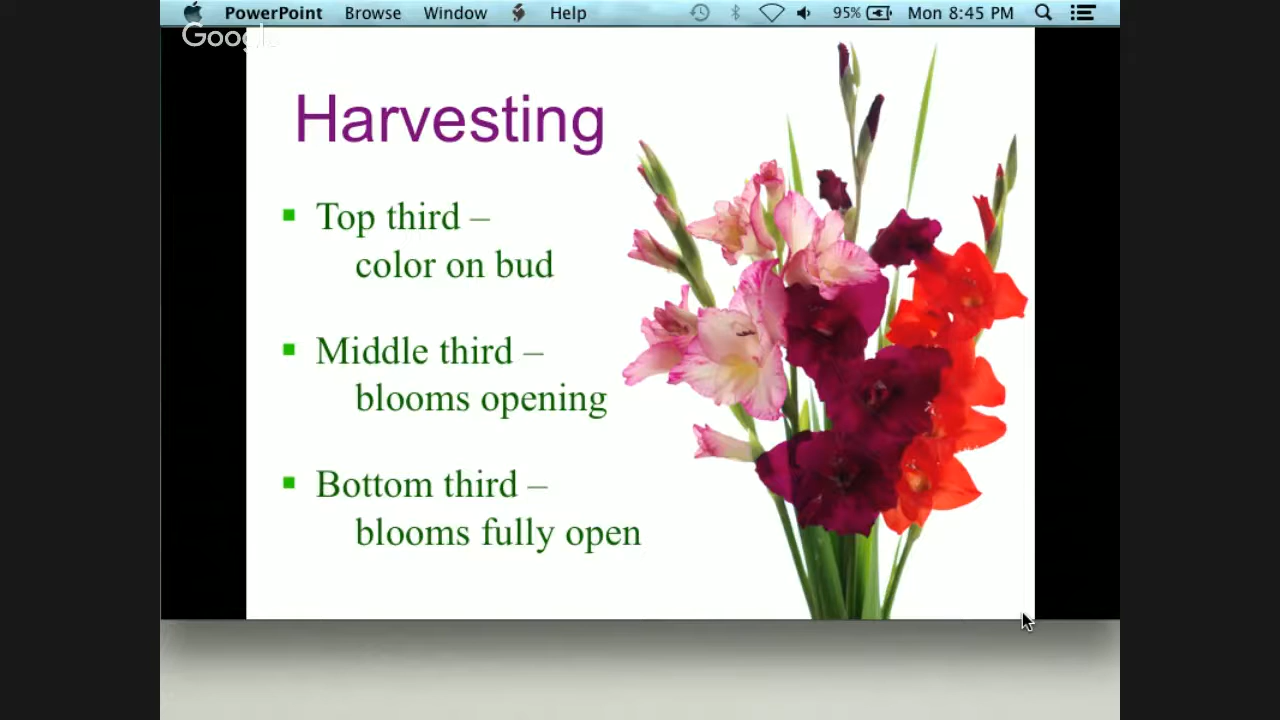 PowerPoint Browse Window Help 95% Mon 8:45 PM
Google
Harvesting
Top third –
color on bud
Middle third –
blooms opening
Bottom third –
blooms fully open